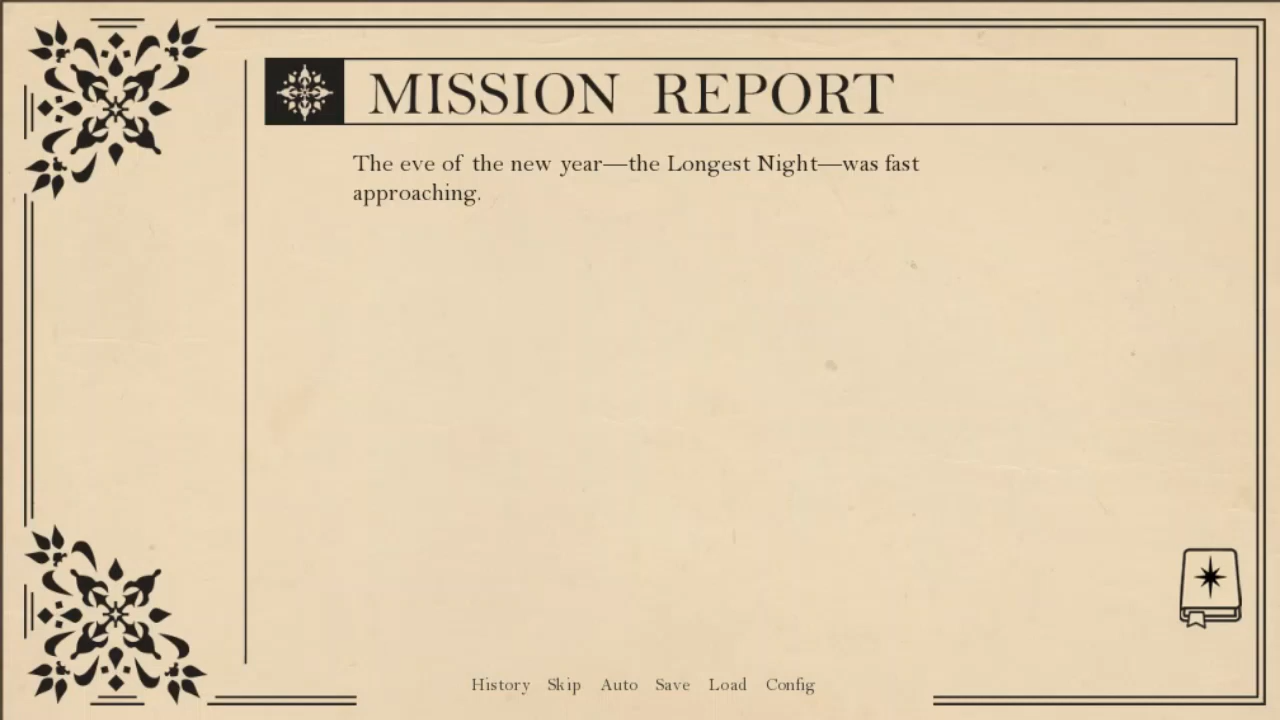 MISSION REPORT
The eve of the new year—the Longest Night—was fast
approaching.
History Skip Auto Save Load Config